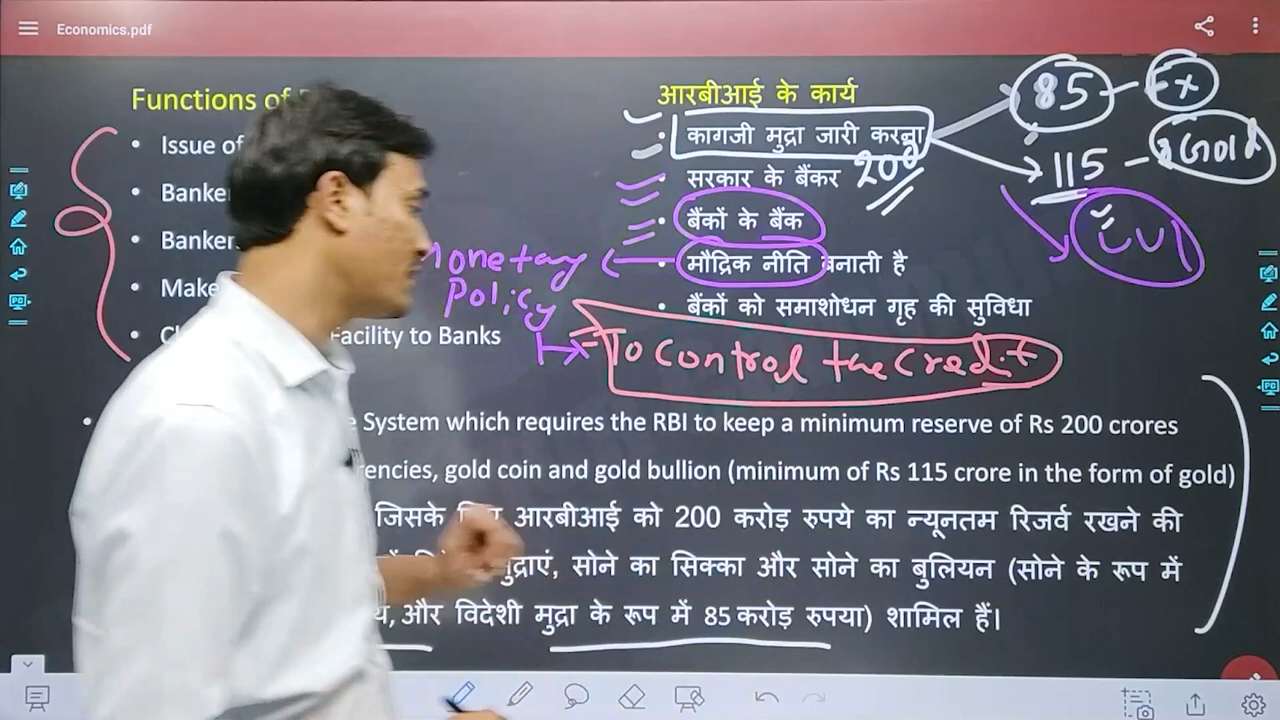 Economics.pdf
Functions of
आरबीआई के कार्य
• Issue of
• कागजी मुद्रा जारी करना
85 - Ex
115 - Gold
• Banker
• सरकार के बैंकर
200
• Banker
• बैंकों के बैंक
• Make
• मौद्रिक नीति बनाती है
Monetary
Policy
• बैंकों को समाशोधन गृह की सुविधा
• Facility to Banks
To Control the Credit
• System which requires the RBI to keep a minimum reserve of Rs 200 crores
gold coin and gold bullion (minimum of Rs 115 crore in the form of gold)
जिसके आरबीआई को 200 करोड़ रुपये का न्यूनतम रिजर्व रखने की
सोने का सिक्का और सोने का बुलियन (सोने के रूप में
और विदेशी मुद्रा के रूप में 85 करोड़ रुपया) शामिल हैं।